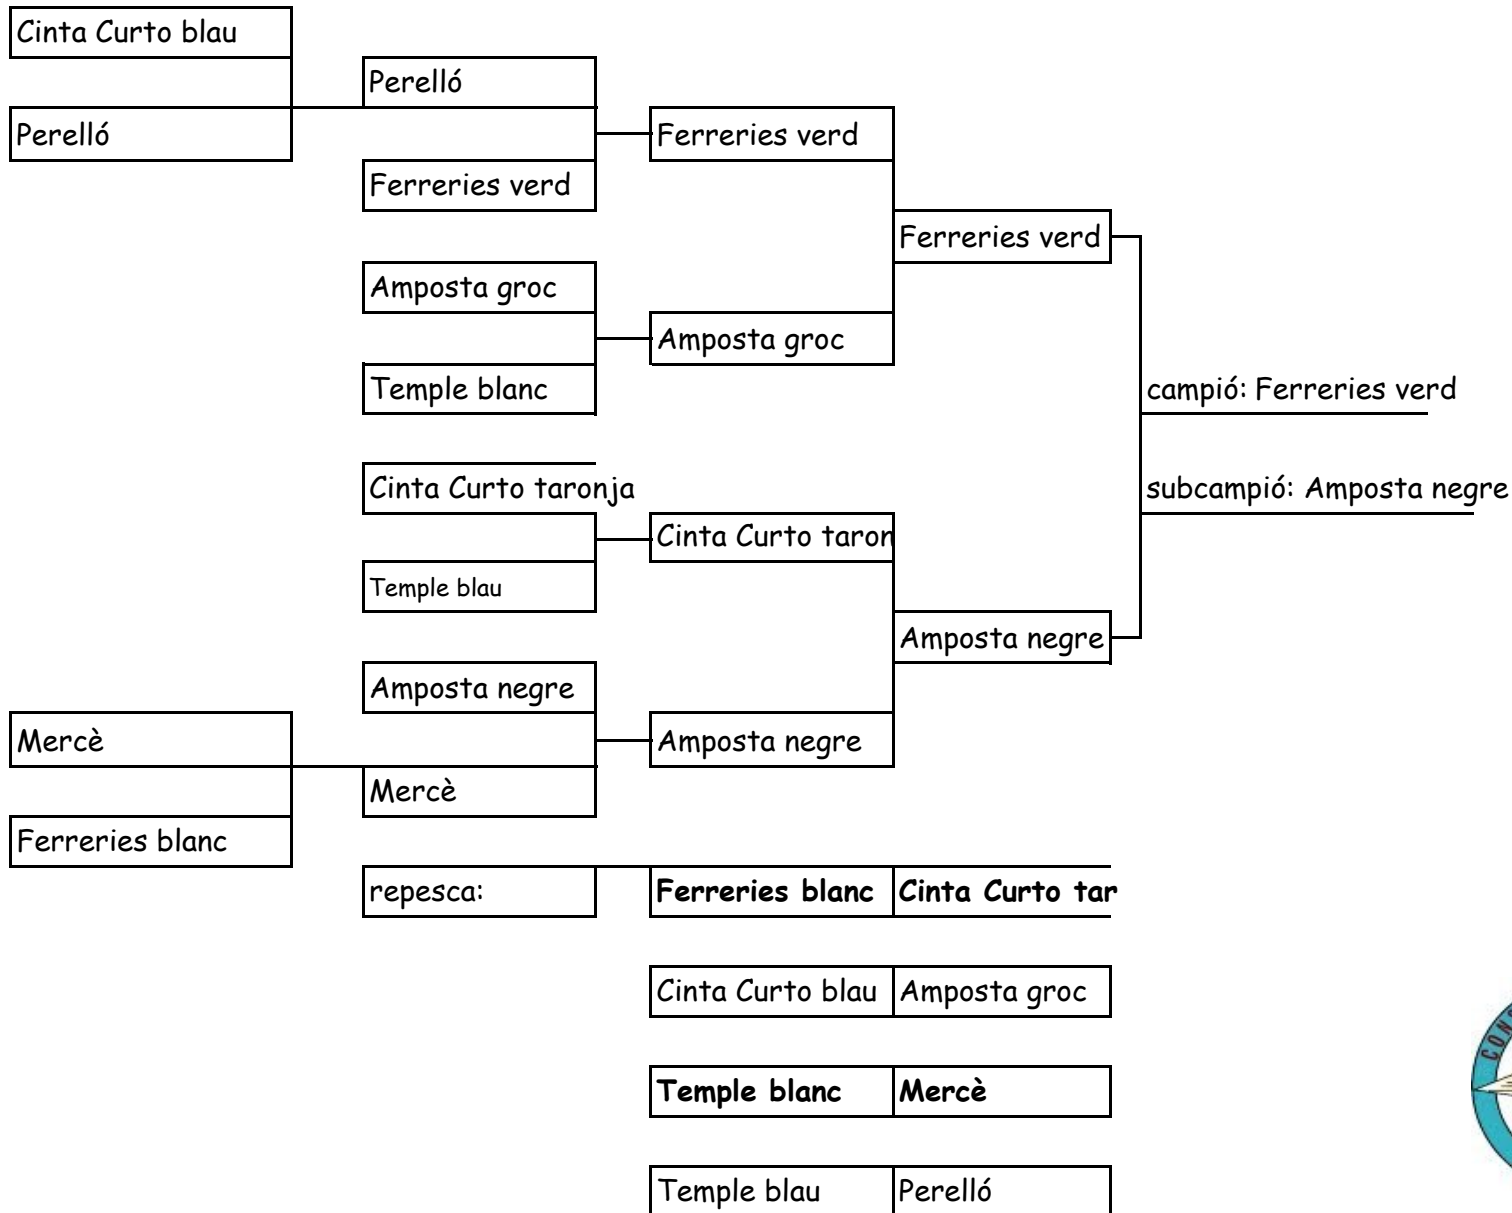 Cinta Curto blau
Perelló
Perelló
Ferreries verd
Ferreries verd
Ferreries verd
Amposta groc
Amposta groc
Temple blanc
campió: Ferreries verd
Cinta Curto taronja
subcampió: Amposta negre
Cinta Curto taron
Temple blau
Amposta negre
Amposta negre
Mercè
Amposta negre
Mercè
Ferreries blanc
repesca:
Ferreries blanc
Cinta Curto tar
Cinta Curto blau
Amposta groc
Temple blanc
Mercè
Temple blau
Perelló